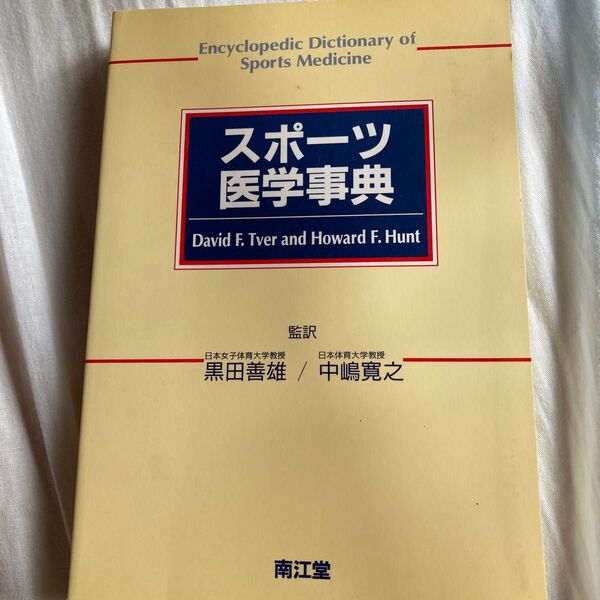 Encyclopedic Dictionary of
Sports Medicine
スポーツ
医学事典
David F. Tver and Howard F. Hunt
監訳
日本女子体育大学教授 日本体育大学教授
黒田善雄 / 中嶋寛之
南江堂